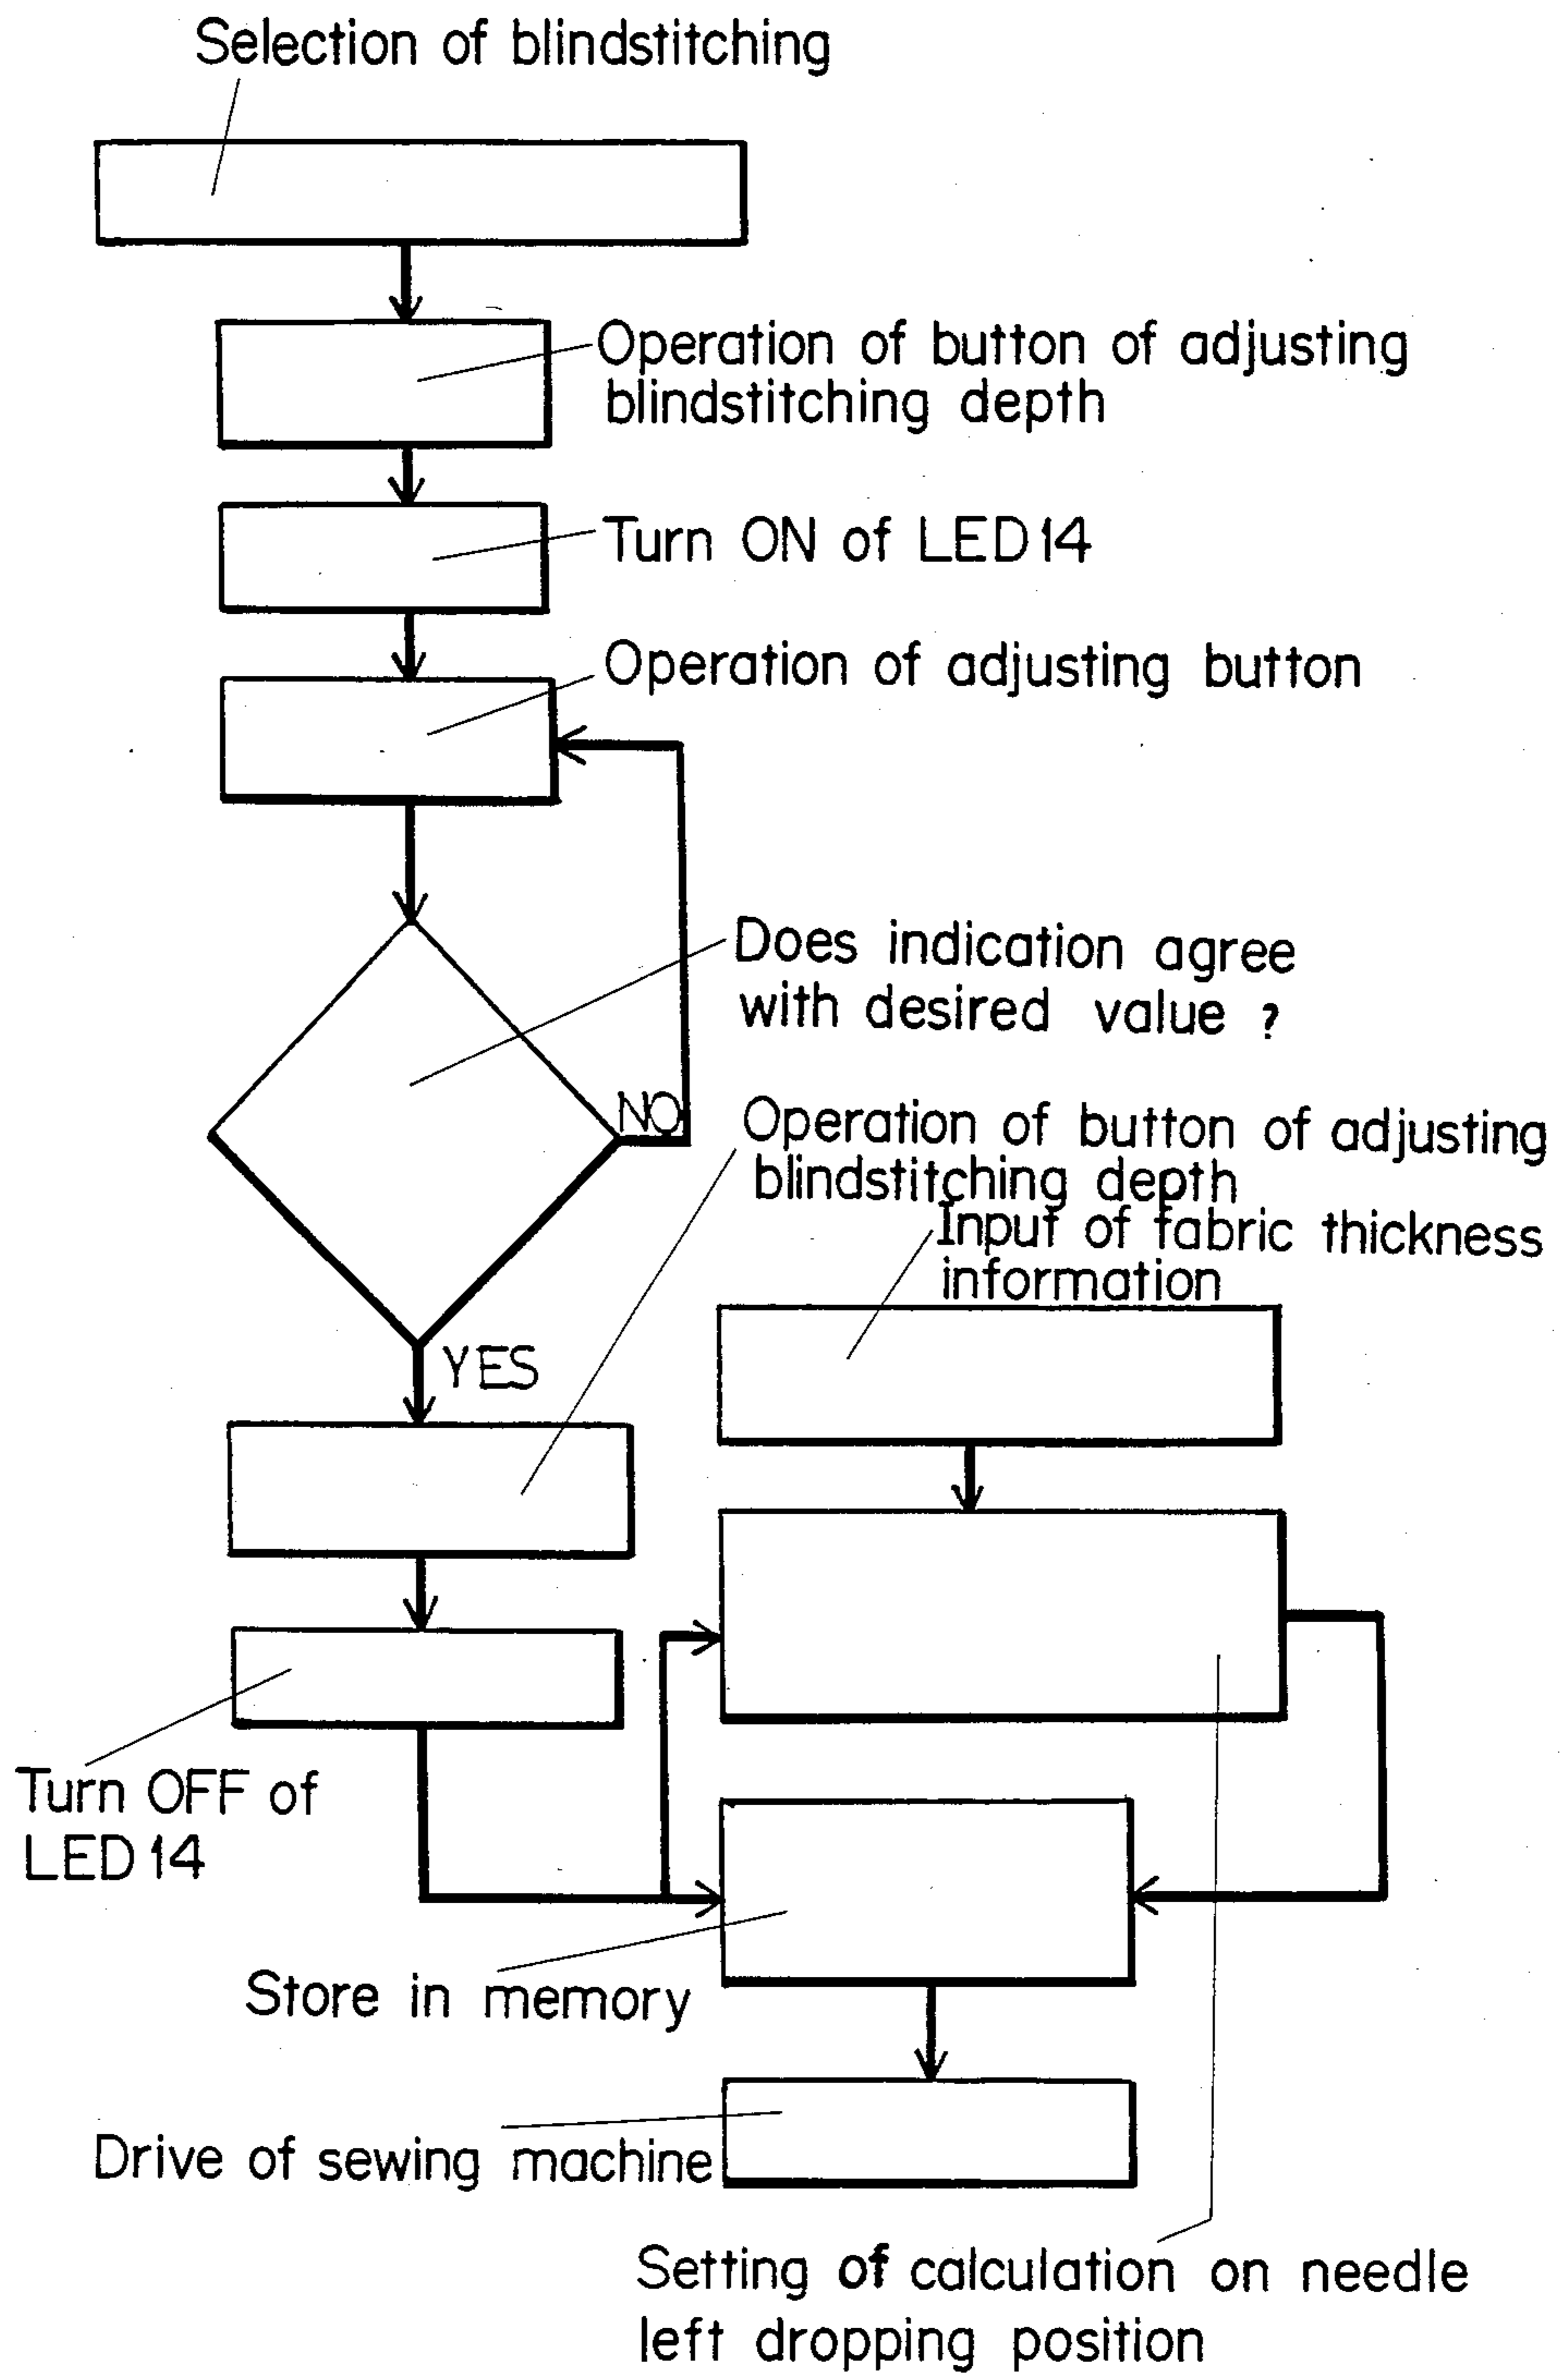 Selection of blindstitching
Operation of button of adjusting
blindstitching depth
Turn ON of LED14
Operation of adjusting button
Does indication agree
with desired value ?
NO
Operation of button of adjusting
blindstitching depth
Input of fabric thickness
information
YES
Turn OFF of
LED14
Store in memory
Drive of sewing machine
Setting of calculation on needle
left dropping position